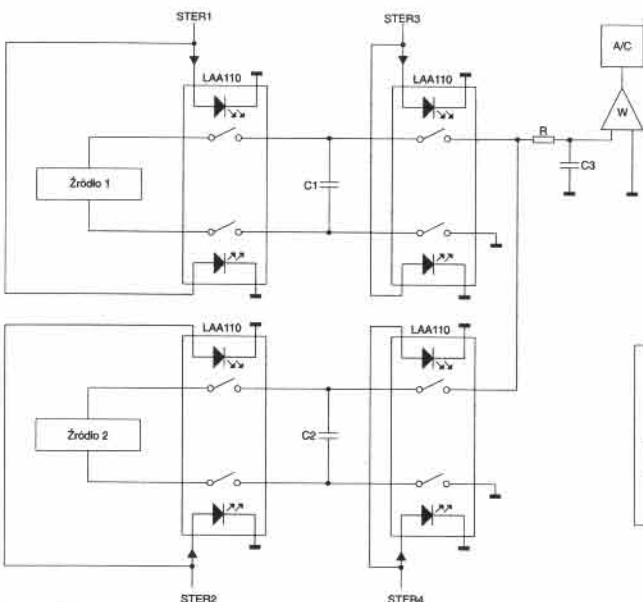 STER1
STER3
A/C
LAA110
LAA110
W
R
Źródło 1
C1
C3
LAA110
LAA110
Źródło 2
C2
STER2
STER4